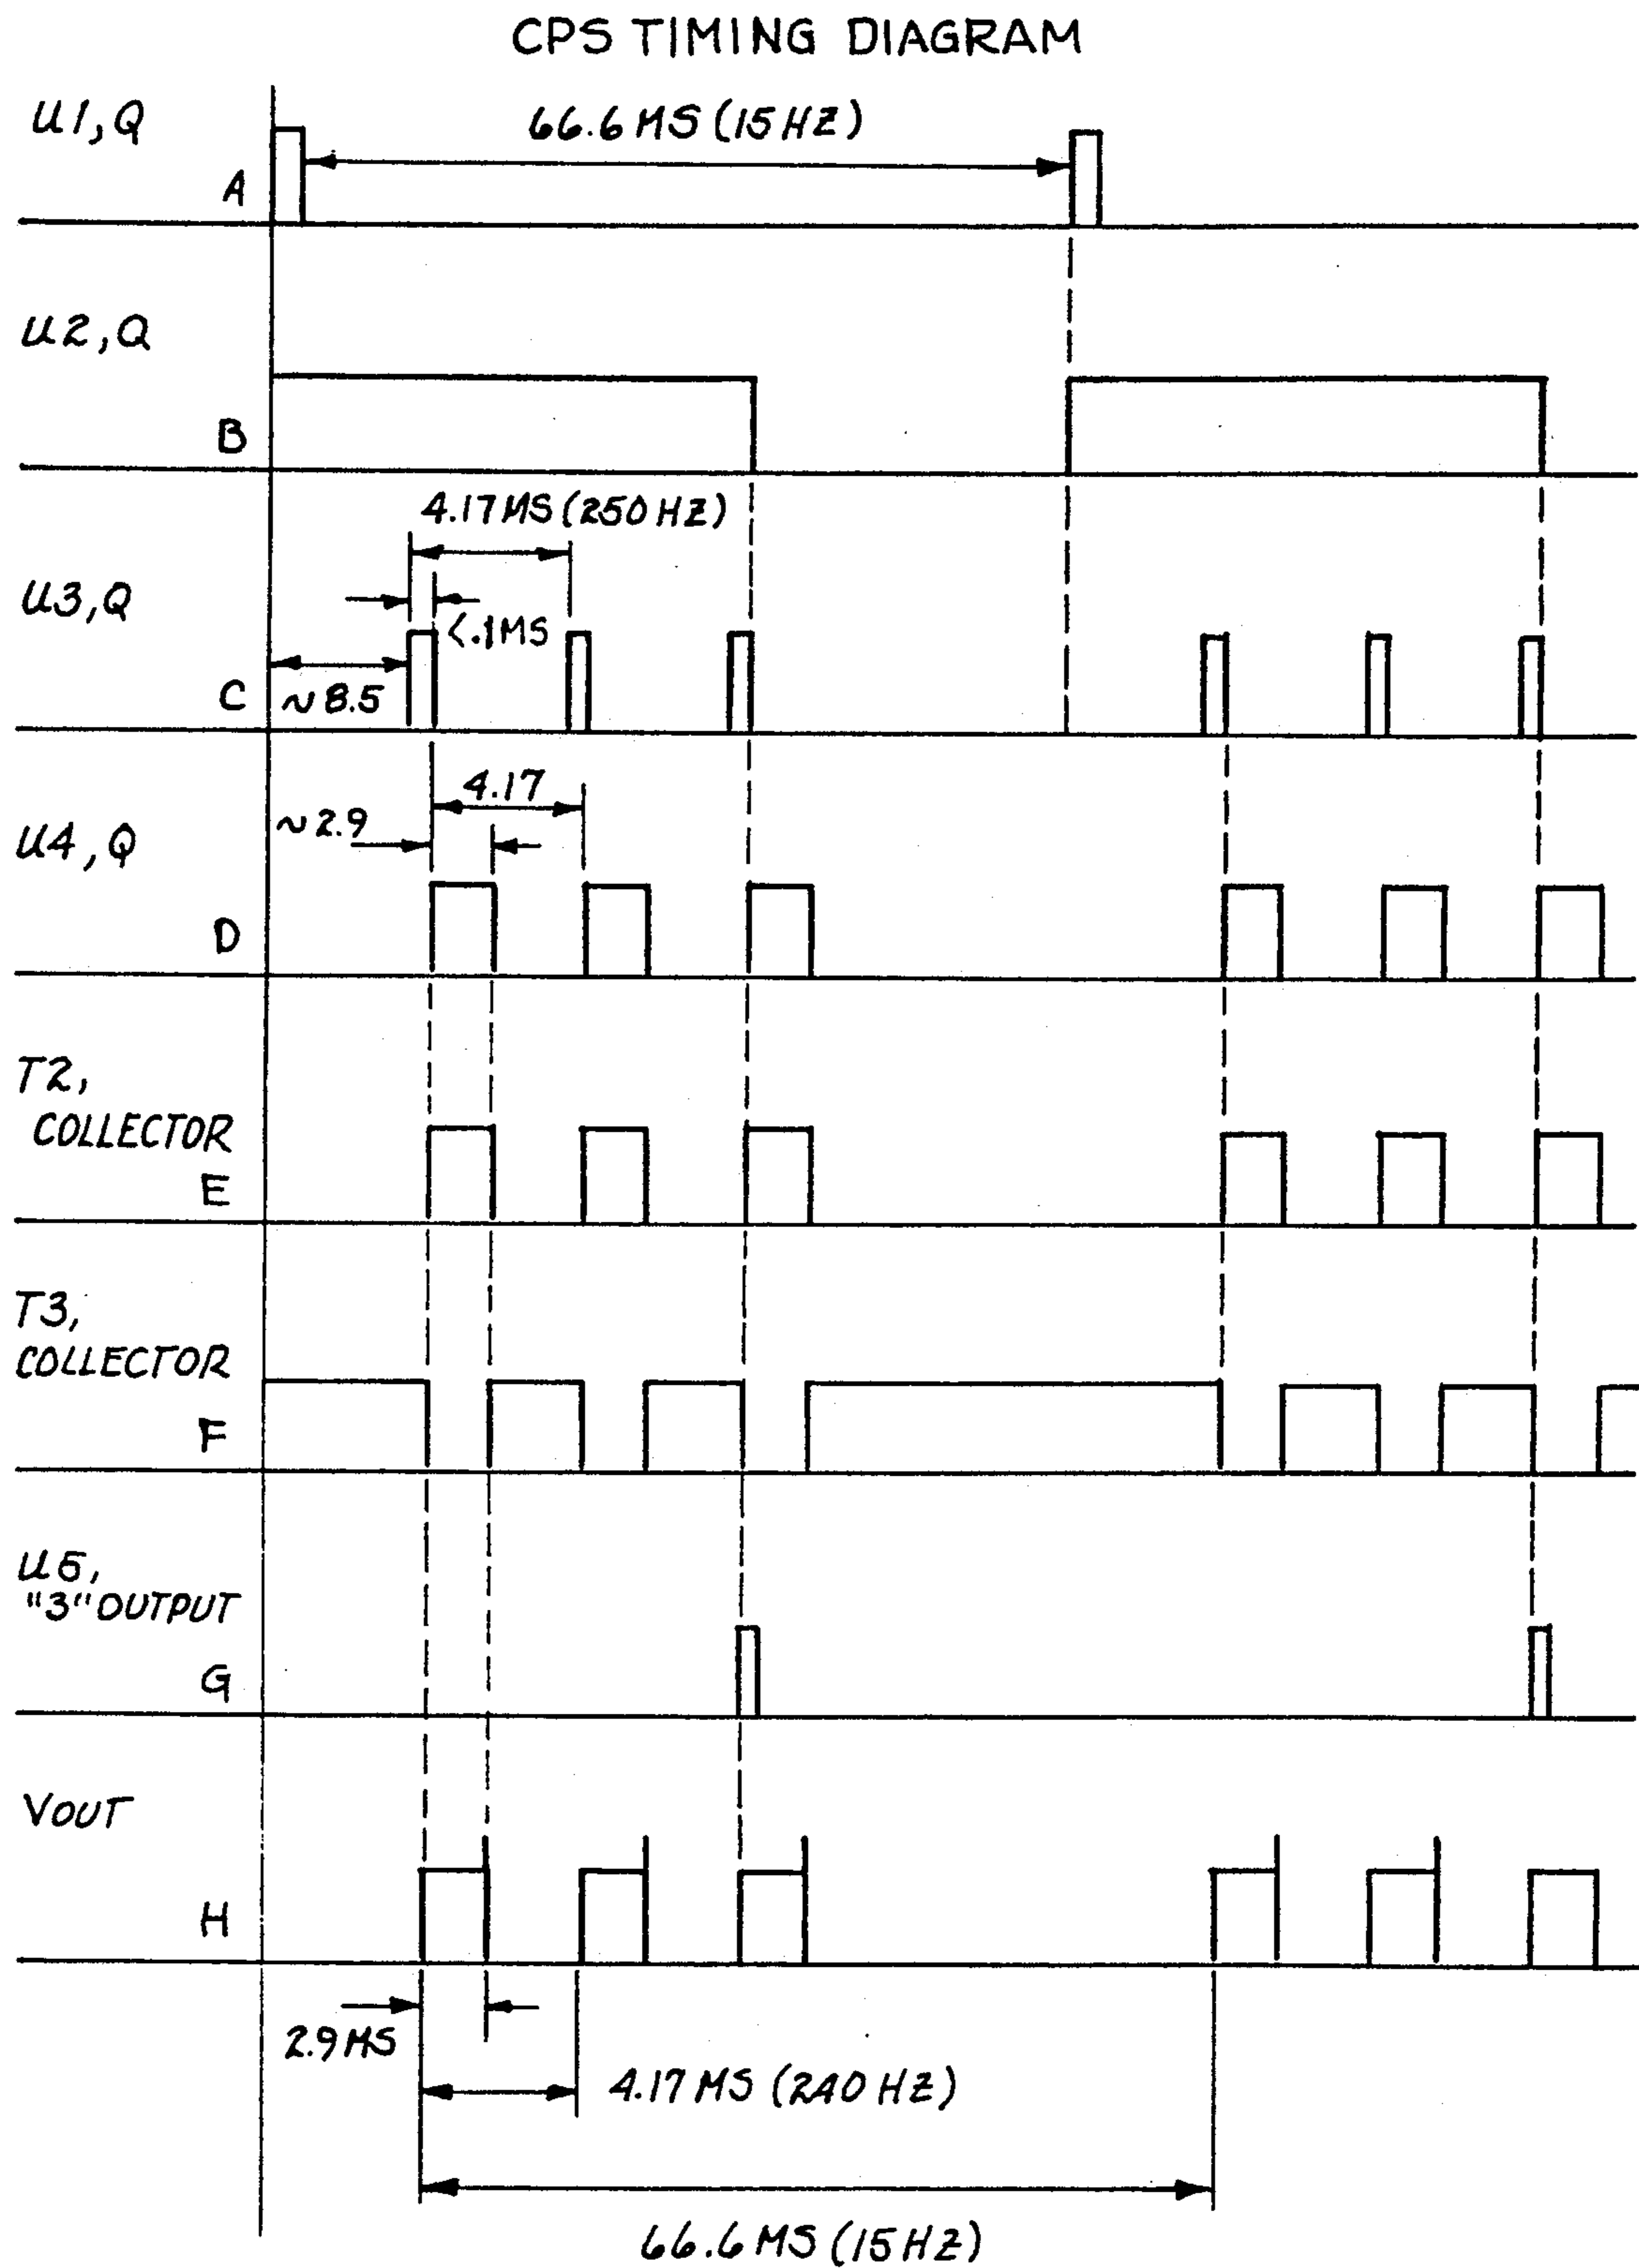 CPS TIMING DIAGRAM
U1,Q
66.6 MS (15 HZ)
A
U2,Q
B
4.17 MS (250 HZ)
U3,Q
<.1MS
C
~8.5
4.17
~2.9
U4,Q
D
T2,
COLLECTOR
E
T3,
COLLECTOR
F
U5,
"3" OUTPUT
G
VOUT
H
2.9 MS
4.17 MS (240 HZ)
66.6 MS (15 HZ)